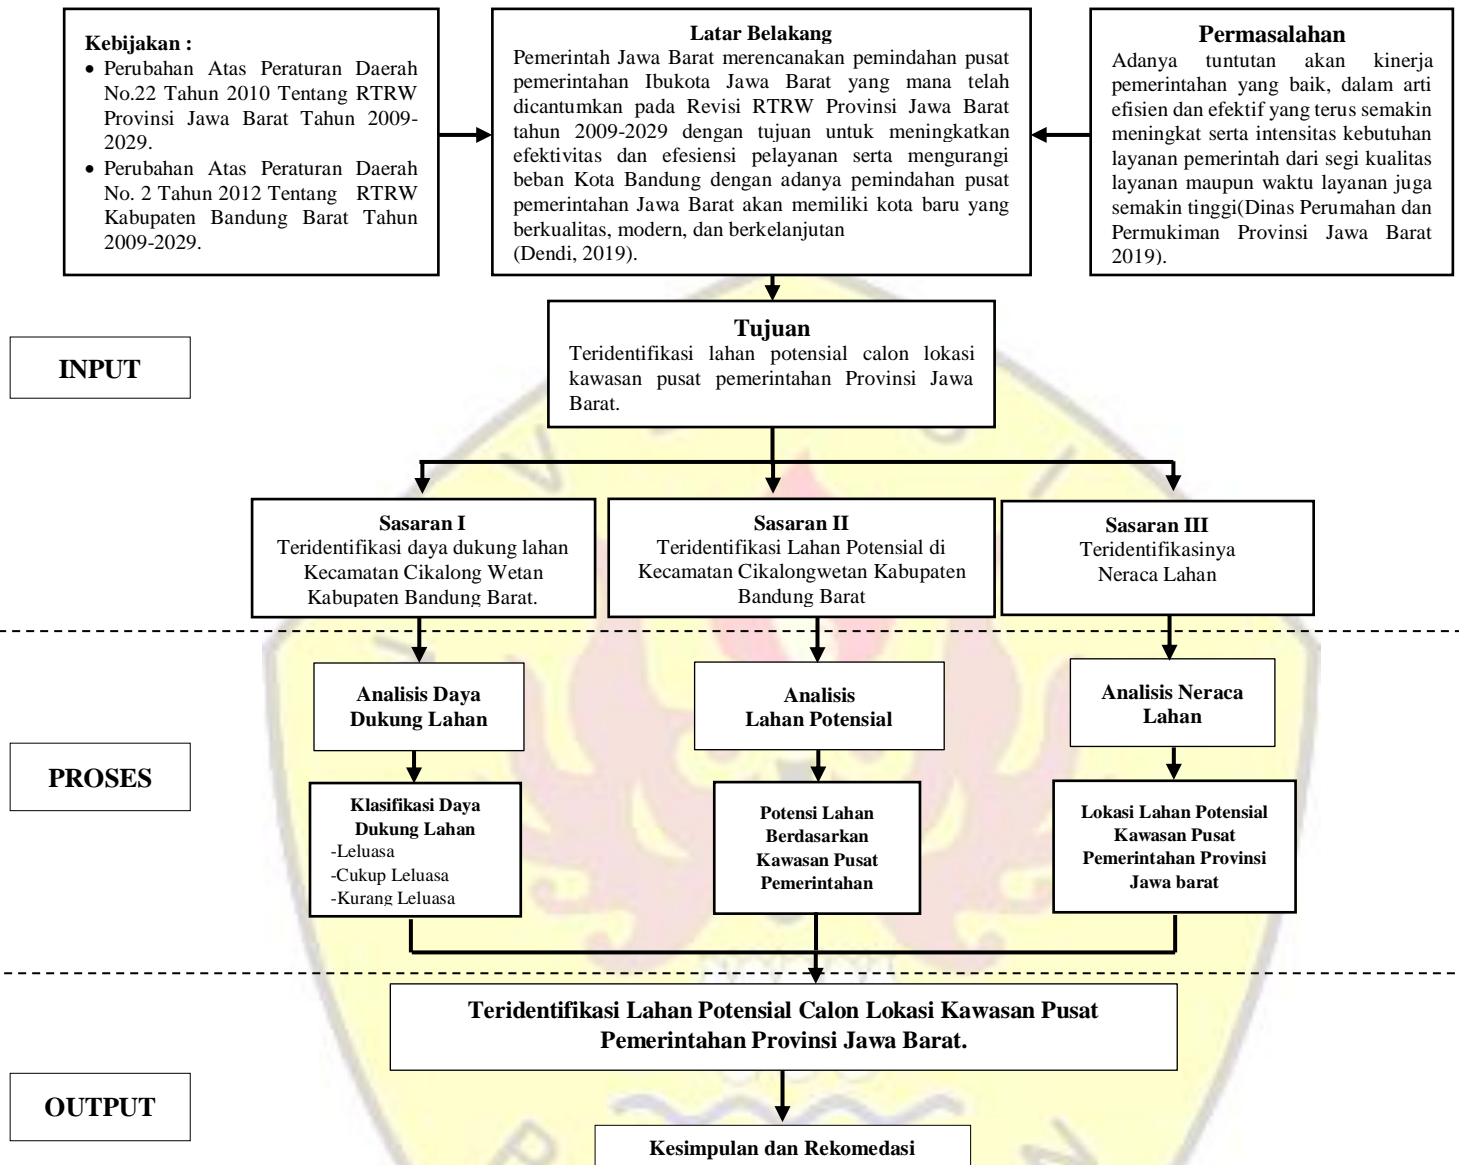 Kebijakan :
• Perubahan Atas Peraturan Daerah
No.22 Tahun 2010 Tentang RTRW
Provinsi Jawa Barat Tahun 2009-
2029.
• Perubahan Atas Peraturan Daerah
No. 2 Tahun 2012 Tentang RTRW
Kabupaten Bandung Barat Tahun
2009-2029.
Latar Belakang
Pemerintah Jawa Barat merencanakan pemindahan pusat
pemerintahan Ibukota Jawa Barat yang mana telah
dicantumkan pada Revisi RTRW Provinsi Jawa Barat
tahun 2009-2029 dengan tujuan untuk meningkatkan
efektivitas dan efesiensi pelayanan serta mengurangi
beban Kota Bandung dengan adanya pemindahan pusat
pemerintahan Jawa Barat akan memiliki kota baru yang
berkualitas, modern, dan berkelanjutan
(Dendi, 2019).
Permasalahan
Adanya tuntutan akan kinerja
pemerintahan yang baik, dalam arti
efisien dan efektif yang terus semakin
meningkat serta intensitas kebutuhan
layanan pemerintah dari segi kualitas
layanan maupun waktu layanan juga
semakin tinggi(Dinas Perumahan dan
Permukiman Provinsi Jawa Barat
2019).
INPUT
Tujuan
Teridentifikasi lahan potensial calon lokasi
kawasan pusat pemerintahan Provinsi Jawa
Barat.
Sasaran I
Teridentifikasi daya dukung lahan
Kecamatan Cikalong Wetan
Kabupaten Bandung Barat.
Sasaran II
Teridentifikasi Lahan Potensial di
Kecamatan Cikalongwetan Kabupaten
Bandung Barat
Sasaran III
Teridentifikasinya
Neraca Lahan
PROSES
Analisis Daya
Dukung Lahan
Analisis
Lahan Potensial
Analisis Neraca
Lahan
Klasifikasi Daya
Dukung Lahan
-Leluasa
-Cukup Leluasa
-Kurang Leluasa
Potensi Lahan
Berdasarkan
Kawasan Pusat
Pemerintahan
Lokasi Lahan Potensial
Kawasan Pusat
Pemerintahan Provinsi
Jawa barat
Teridentifikasi Lahan Potensial Calon Lokasi Kawasan Pusat
Pemerintahan Provinsi Jawa Barat.
OUTPUT
Kesimpulan dan Rekomedasi